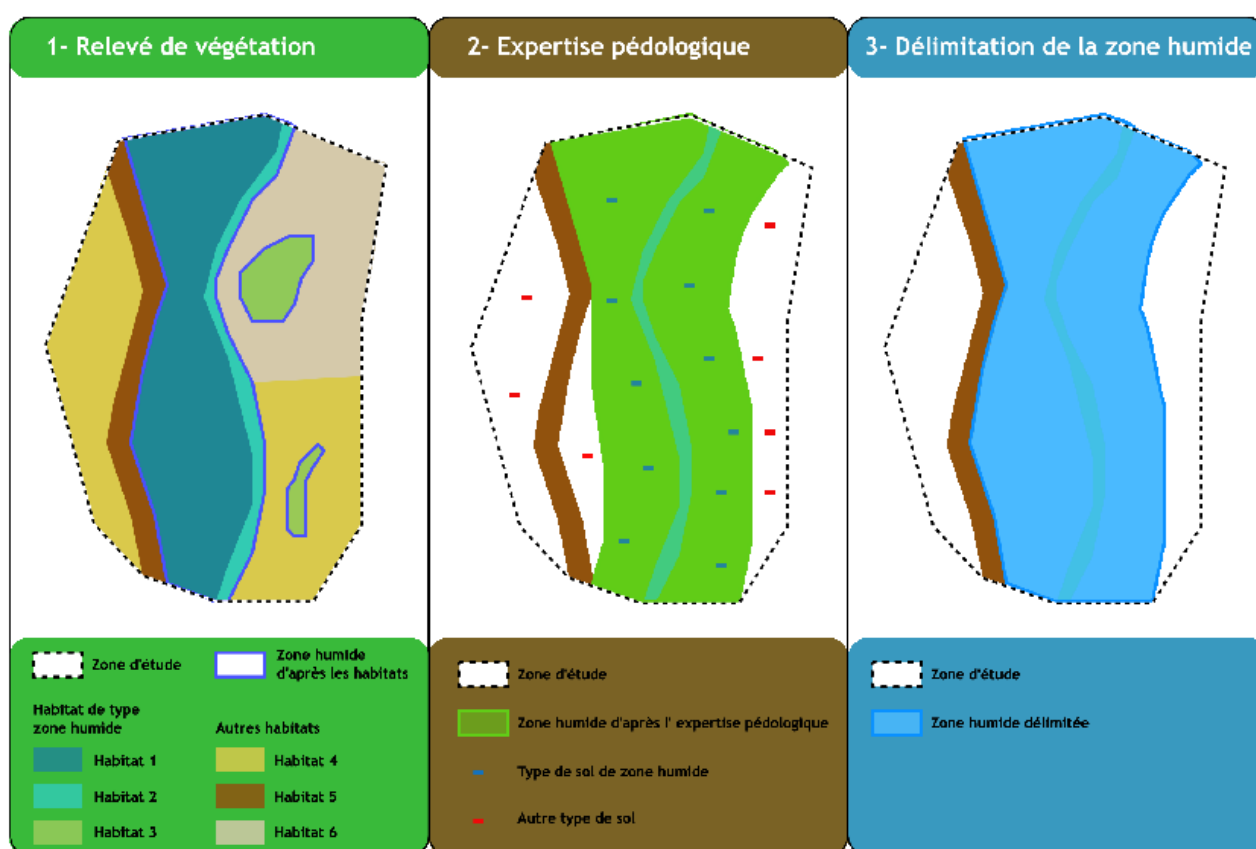 1- Relevé de végétation
2- Expertise pédologique
3- Délimitation de la zone humide
Zone d'étude
Zone humide
d'après les habitats
Habitat de type
zone humide
Autres habitats
Habitat 1
Habitat 4
Habitat 2
Habitat 5
Habitat 3
Habitat 6
Zone d'étude
Zone humide d'après l' expertise pédologique
Type de sol de zone humide
Autre type de sol
Zone d'étude
Zone humide délimitée